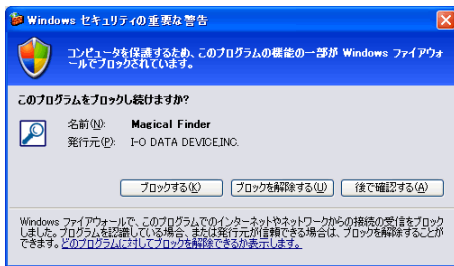 Windows セキュリティの重要な警告
コンピュータを保護するため、このプログラムの機能の一部が Windows ファイアウォ
ールでブロックされています。
このプログラムをブロックし続けますか?
名前(N): Magical Finder
発行元(P): I-O DATA DEVICE,INC.
ブロックする(K) ブロックを解除する(U) 後で確認する(A)
Windows ファイアウォールで、このプログラムでのインターネットやネットワークからの接続の受信をブロック
しました。プログラムを認識している場合、または発行元が信頼できる場合は、ブロックを解除することが
できます。どのプログラムに対してブロックを解除できるか表示します。